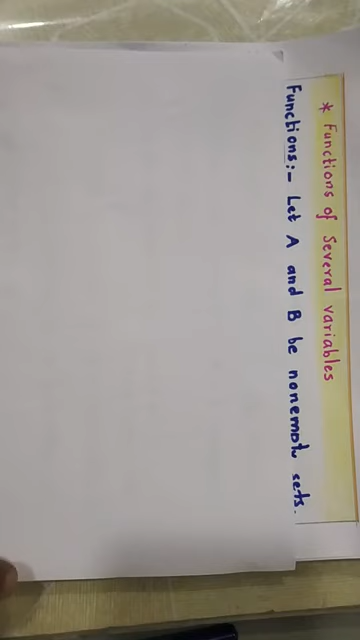 * Functions of Several variables
Functions:- Let A and B be nonempty sets.